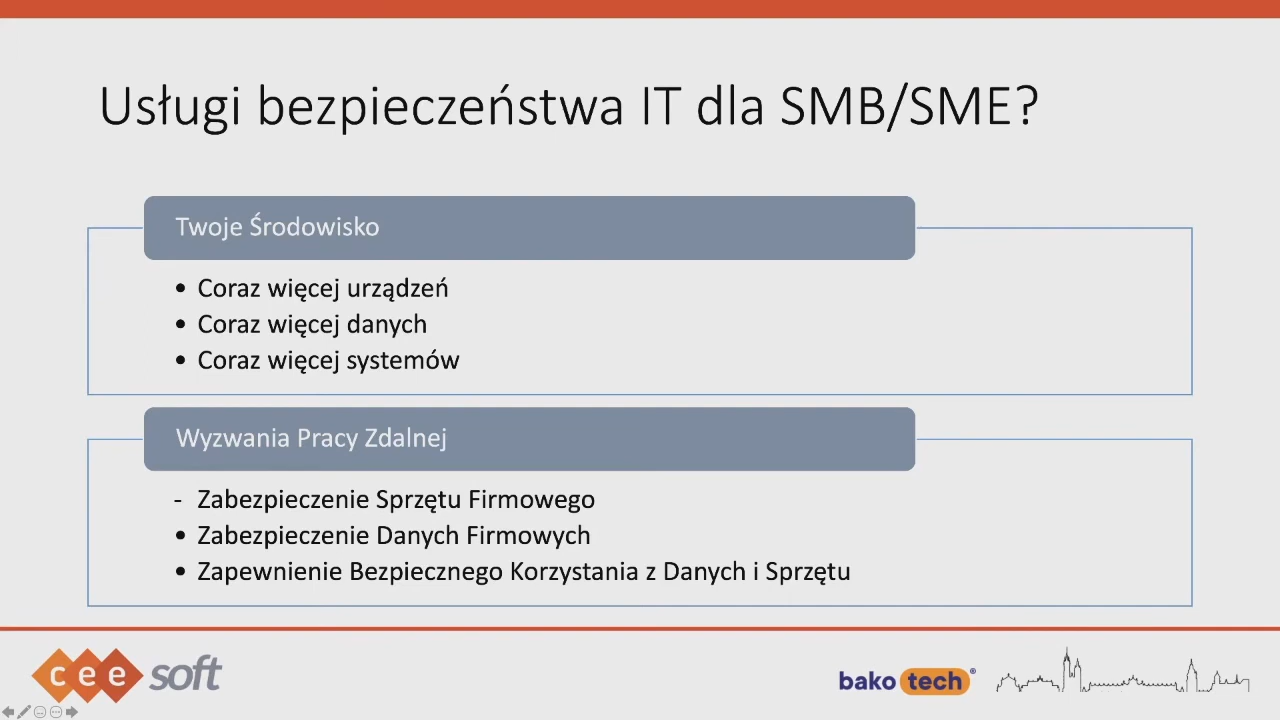 Usługi bezpieczeństwa IT dla SMB/SME?
Twoje Środowisko
• Coraz więcej urządzeń
• Coraz więcej danych
• Coraz więcej systemów
Wyzwania Pracy Zdalnej
- Zabezpieczenie Sprzętu Firmowego
• Zabezpieczenie Danych Firmowych
• Zapewnienie Bezpiecznego Korzystania z Danych i Sprzętu
cee soft
bako tech®